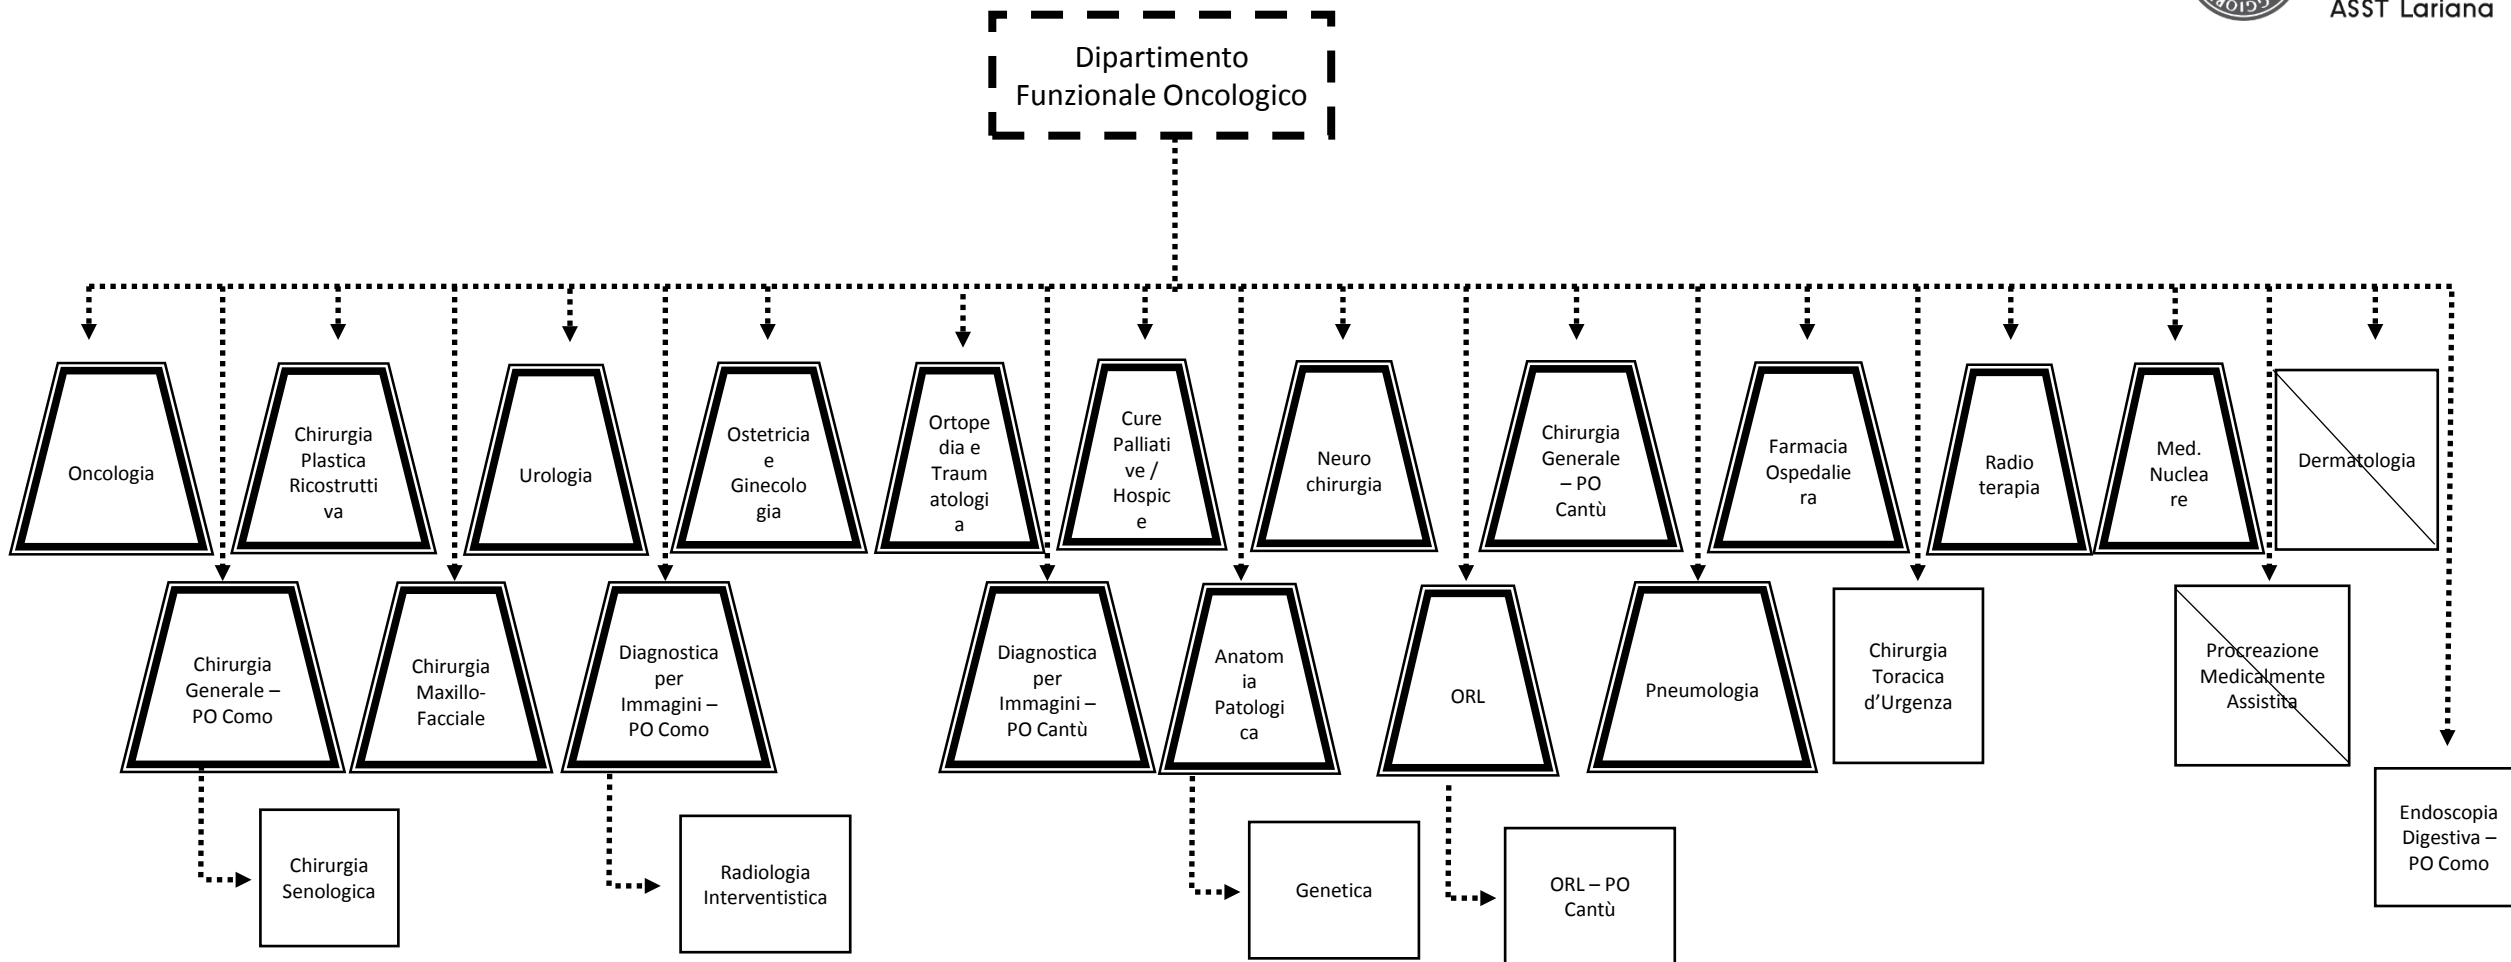 ASST Lariana
Dipartimento
Funzionale Oncologico
Oncologia
Chirurgia
Plastica
Ricostrutti
va
Urologia
Ostetricia
e
Ginecolo
gia
Ortope
dia e
Traum
atologi
a
Cure
Palliati
ve /
Hospic
e
Neuro
chirurgia
Chirurgia
Generale
– PO
Cantù
Farmacia
Ospedalie
ra
Radio
terapia
Med.
Nuclea
re
Dermatologia
Chirurgia
Generale –
PO Como
Chirurgia
Maxillo-
Facciale
Diagnostica
per
Immagini –
PO Como
Diagnostica
per
Immagini –
PO Cantù
Anatom
ia
Patologi
ca
ORL
Pneumologia
Chirurgia
Toracica
d’Urgenza
Procreazione
Medicalmente
Assistita
Endoscopia
Digestiva –
PO Como
Chirurgia
Senologica
Radiologia
Interventistica
Genetica
ORL – PO
Cantù